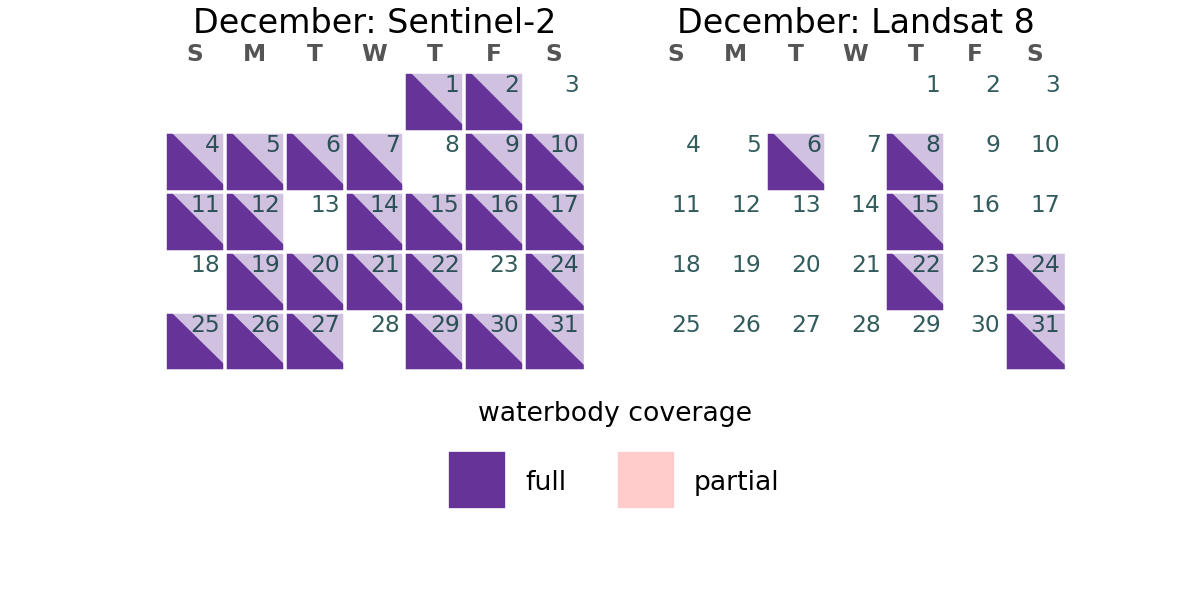 December: Sentinel-2
S M T W T F S
1 2 3
4 5 6 7 8 9 10
11 12 13 14 15 16 17
18 19 20 21 22 23 24
25 26 27 28 29 30 31
December: Landsat 8
S M T W T F S
1 2 3
4 5 6 7 8 9 10
11 12 13 14 15 16 17
18 19 20 21 22 23 24
25 26 27 28 29 30 31
waterbody coverage
full partial